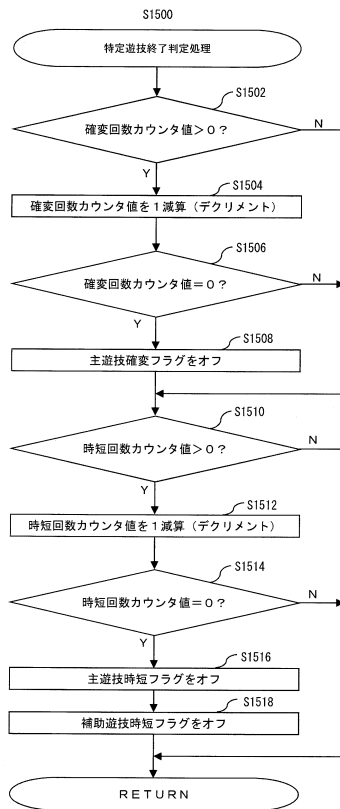 S1500
特定遊技終了判定処理
S1502
確変回数カウンタ値＞０？
N
Y
S1504
確変回数カウンタ値を１減算（デクリメント）
S1506
確変回数カウンタ値＝０？
N
Y
S1508
主遊技確変フラグをオフ
S1510
時短回数カウンタ値＞０？
N
Y
S1512
時短回数カウンタ値を１減算（デクリメント）
S1514
時短回数カウンタ値＝０？
N
Y
S1516
主遊技時短フラグをオフ
S1518
補助遊技時短フラグをオフ
ＲＥＴＵＲＮ